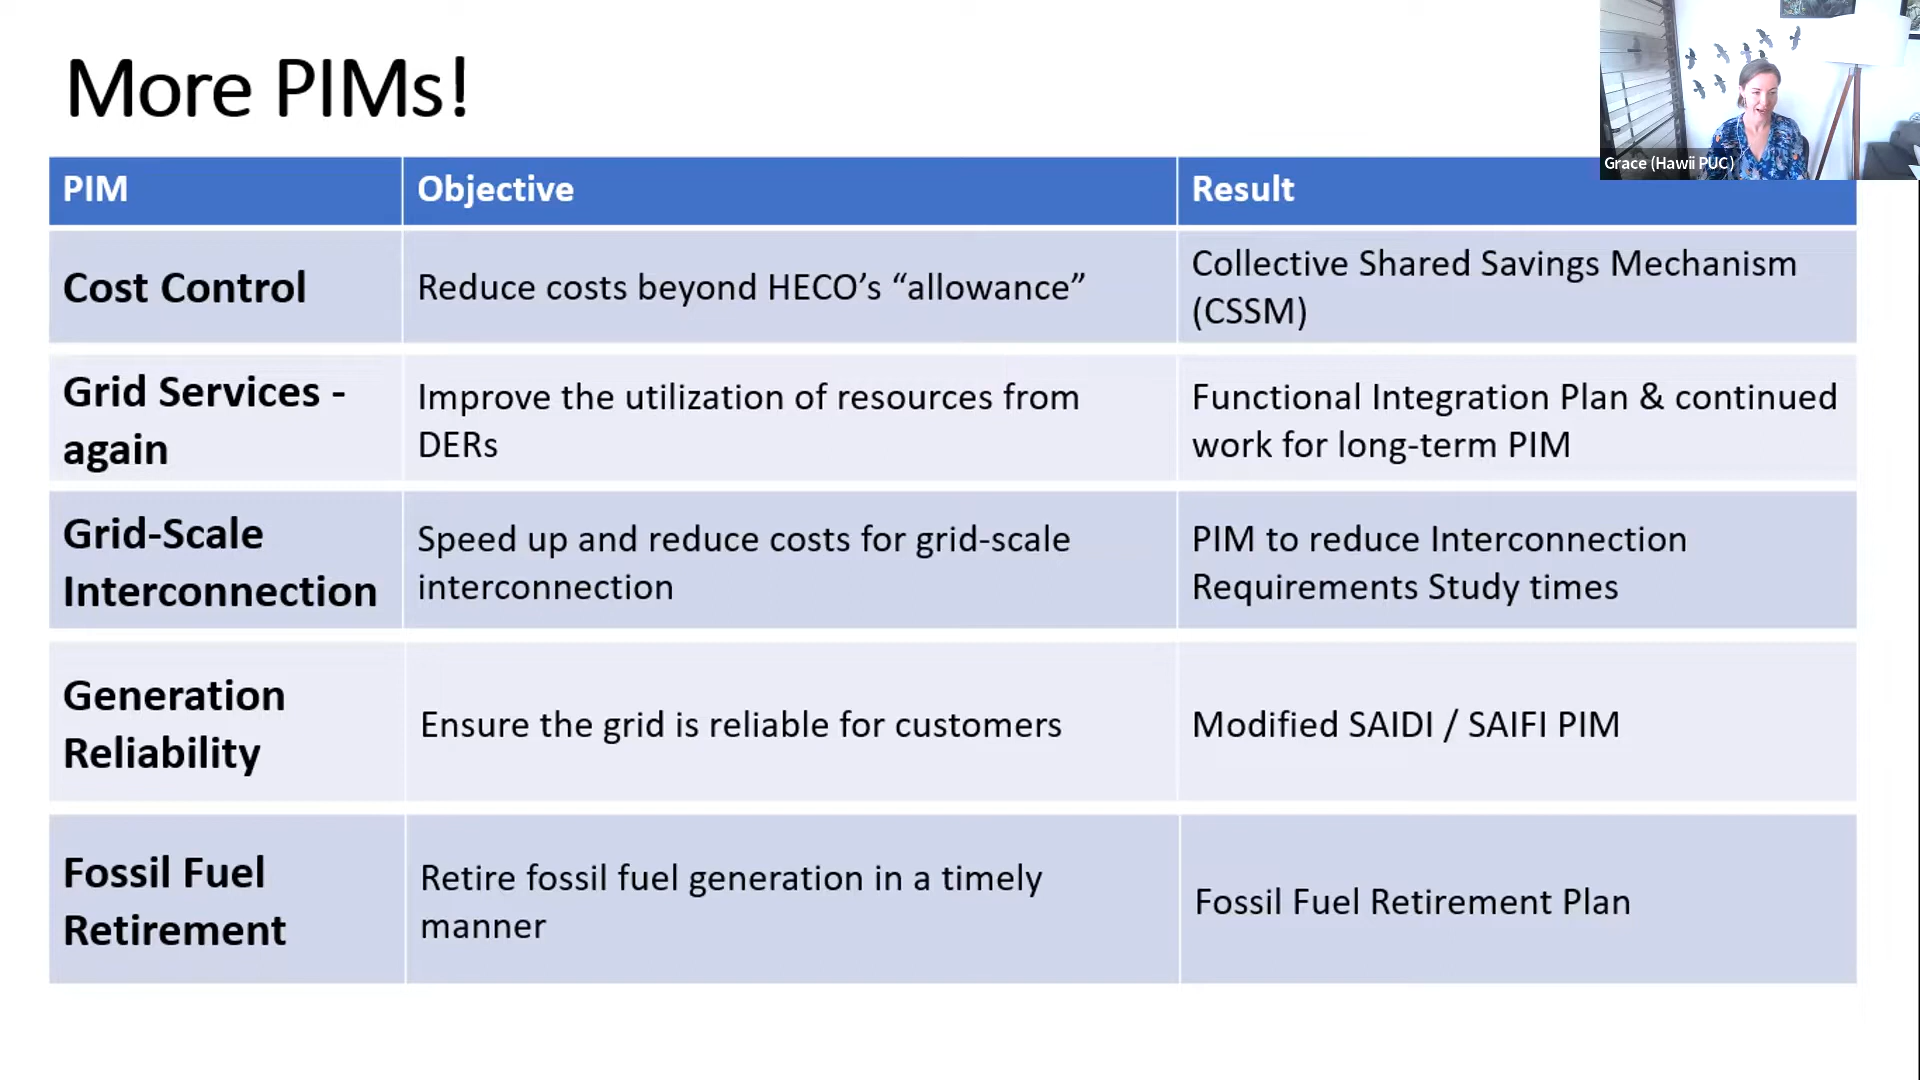 More PIMs!
Grace (Hawii PUC)
PIM Objective Result
Cost Control
Reduce costs beyond HECO’s “allowance”
Collective Shared Savings Mechanism
(CSSM)
Grid Services -
again
Improve the utilization of resources from
DERs
Functional Integration Plan & continued
work for long-term PIM
Grid-Scale
Interconnection
Speed up and reduce costs for grid-scale
interconnection
PIM to reduce Interconnection
Requirements Study times
Generation
Reliability
Ensure the grid is reliable for customers
Modified SAIDI / SAIFI PIM
Fossil Fuel
Retirement
Retire fossil fuel generation in a timely
manner
Fossil Fuel Retirement Plan